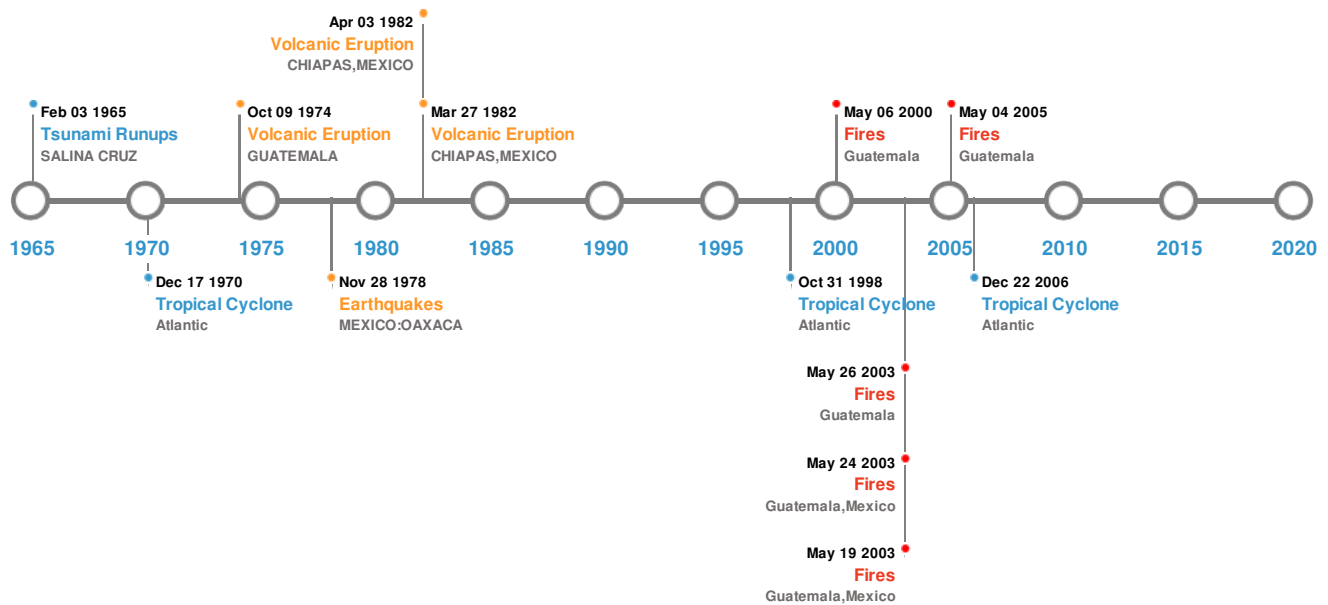 Apr 03 1982
Volcanic Eruption
CHIAPAS,MEXICO
Feb 03 1965
Tsunami Runups
SALINA CRUZ
Oct 09 1974
Volcanic Eruption
GUATEMALA
Mar 27 1982
Volcanic Eruption
CHIAPAS,MEXICO
May 06 2000
Fires
Guatemala
May 04 2005
Fires
Guatemala
1965 1970 1975 1980 1985 1990 1995 2000 2005 2010 2015 2020
Dec 17 1970
Tropical Cyclone
Atlantic
Nov 28 1978
Earthquakes
MEXICO:OAXACA
Oct 31 1998
Tropical Cyclone
Atlantic
Dec 22 2006
Tropical Cyclone
Atlantic
May 26 2003
Fires
Guatemala
May 24 2003
Fires
Guatemala,Mexico
May 19 2003
Fires
Guatemala,Mexico